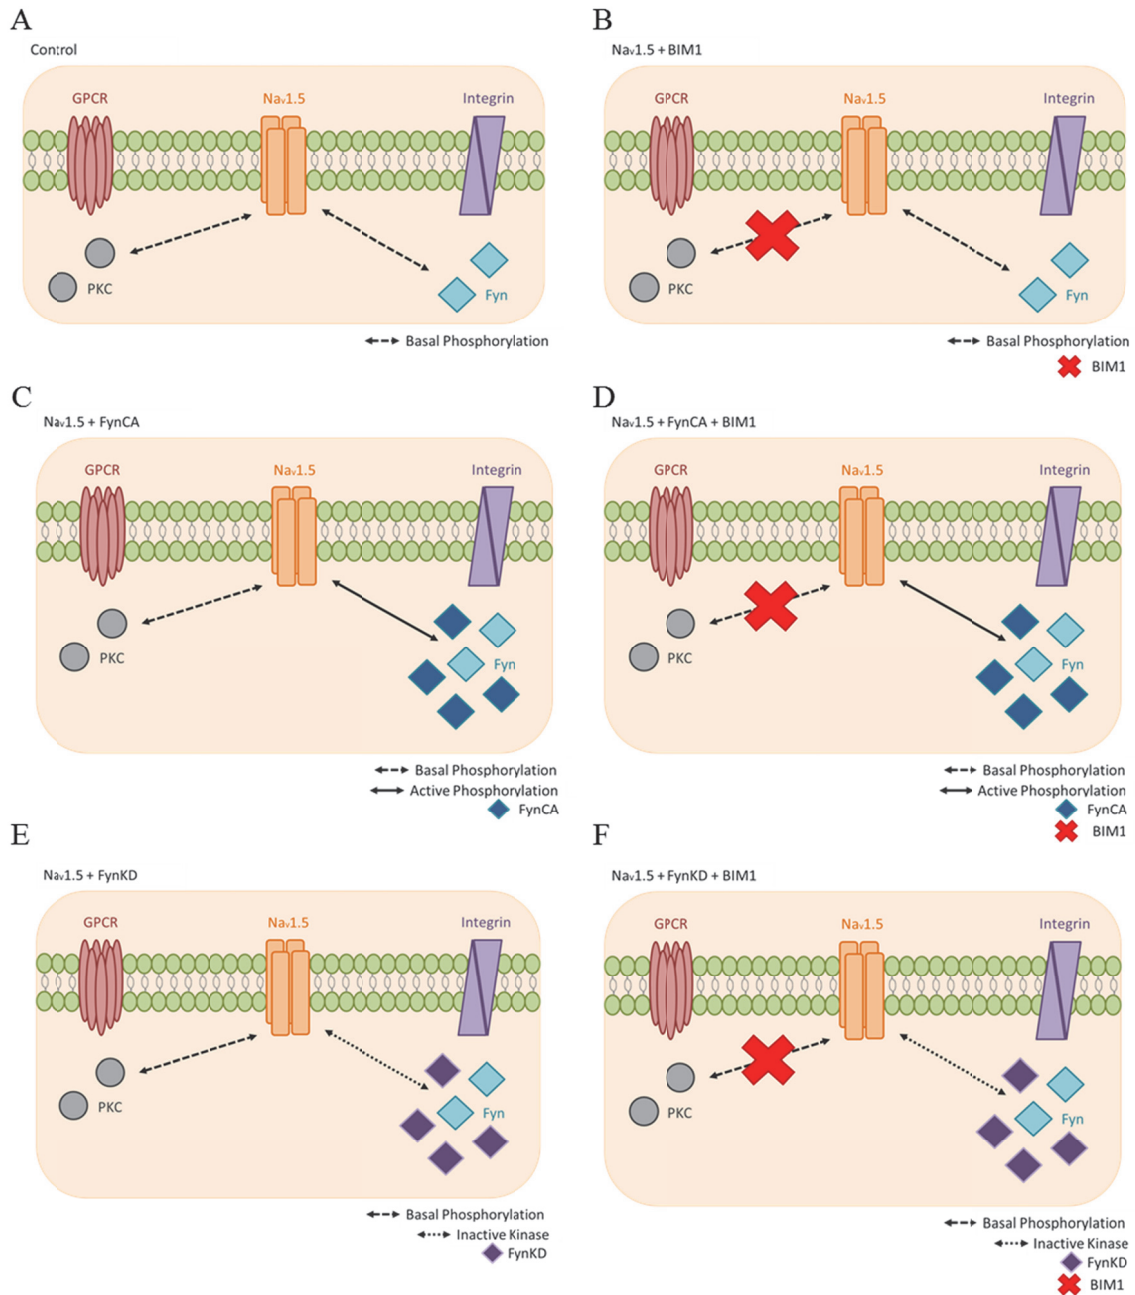 A
Control
GPCR
Nav1.5
Integrin
PKC
Fyn
Basal Phosphorylation
B
Nav1.5 + BIM1
GPCR
Nav1.5
Integrin
PKC
Fyn
Basal Phosphorylation
BIM1
C
Nav1.5 + FynCA
GPCR
Nav1.5
Integrin
PKC
Fyn
Basal Phosphorylation
Active Phosphorylation
FynCA
D
Nav1.5 + FynCA + BIM1
GPCR
Nav1.5
Integrin
PKC
Fyn
Basal Phosphorylation
Active Phosphorylation
FynCA
BIM1
E
Nav1.5 + FynKD
GPCR
Nav1.5
Integrin
PKC
Fyn
Basal Phosphorylation
Inactive Kinase
FynKD
F
Nav1.5 + FynKD + BIM1
GPCR
Nav1.5
Integrin
PKC
Fyn
Basal Phosphorylation
Inactive Kinase
FynKD
BIM1